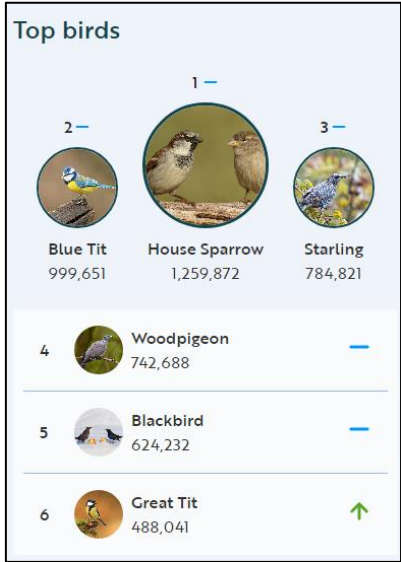 Top birds
1 –
2 –
3 –
Blue Tit
House Sparrow
Starling
999,651
1,259,872
784,821
4
Woodpigeon
742,688
5
Blackbird
624,232
6
Great Tit
488,041